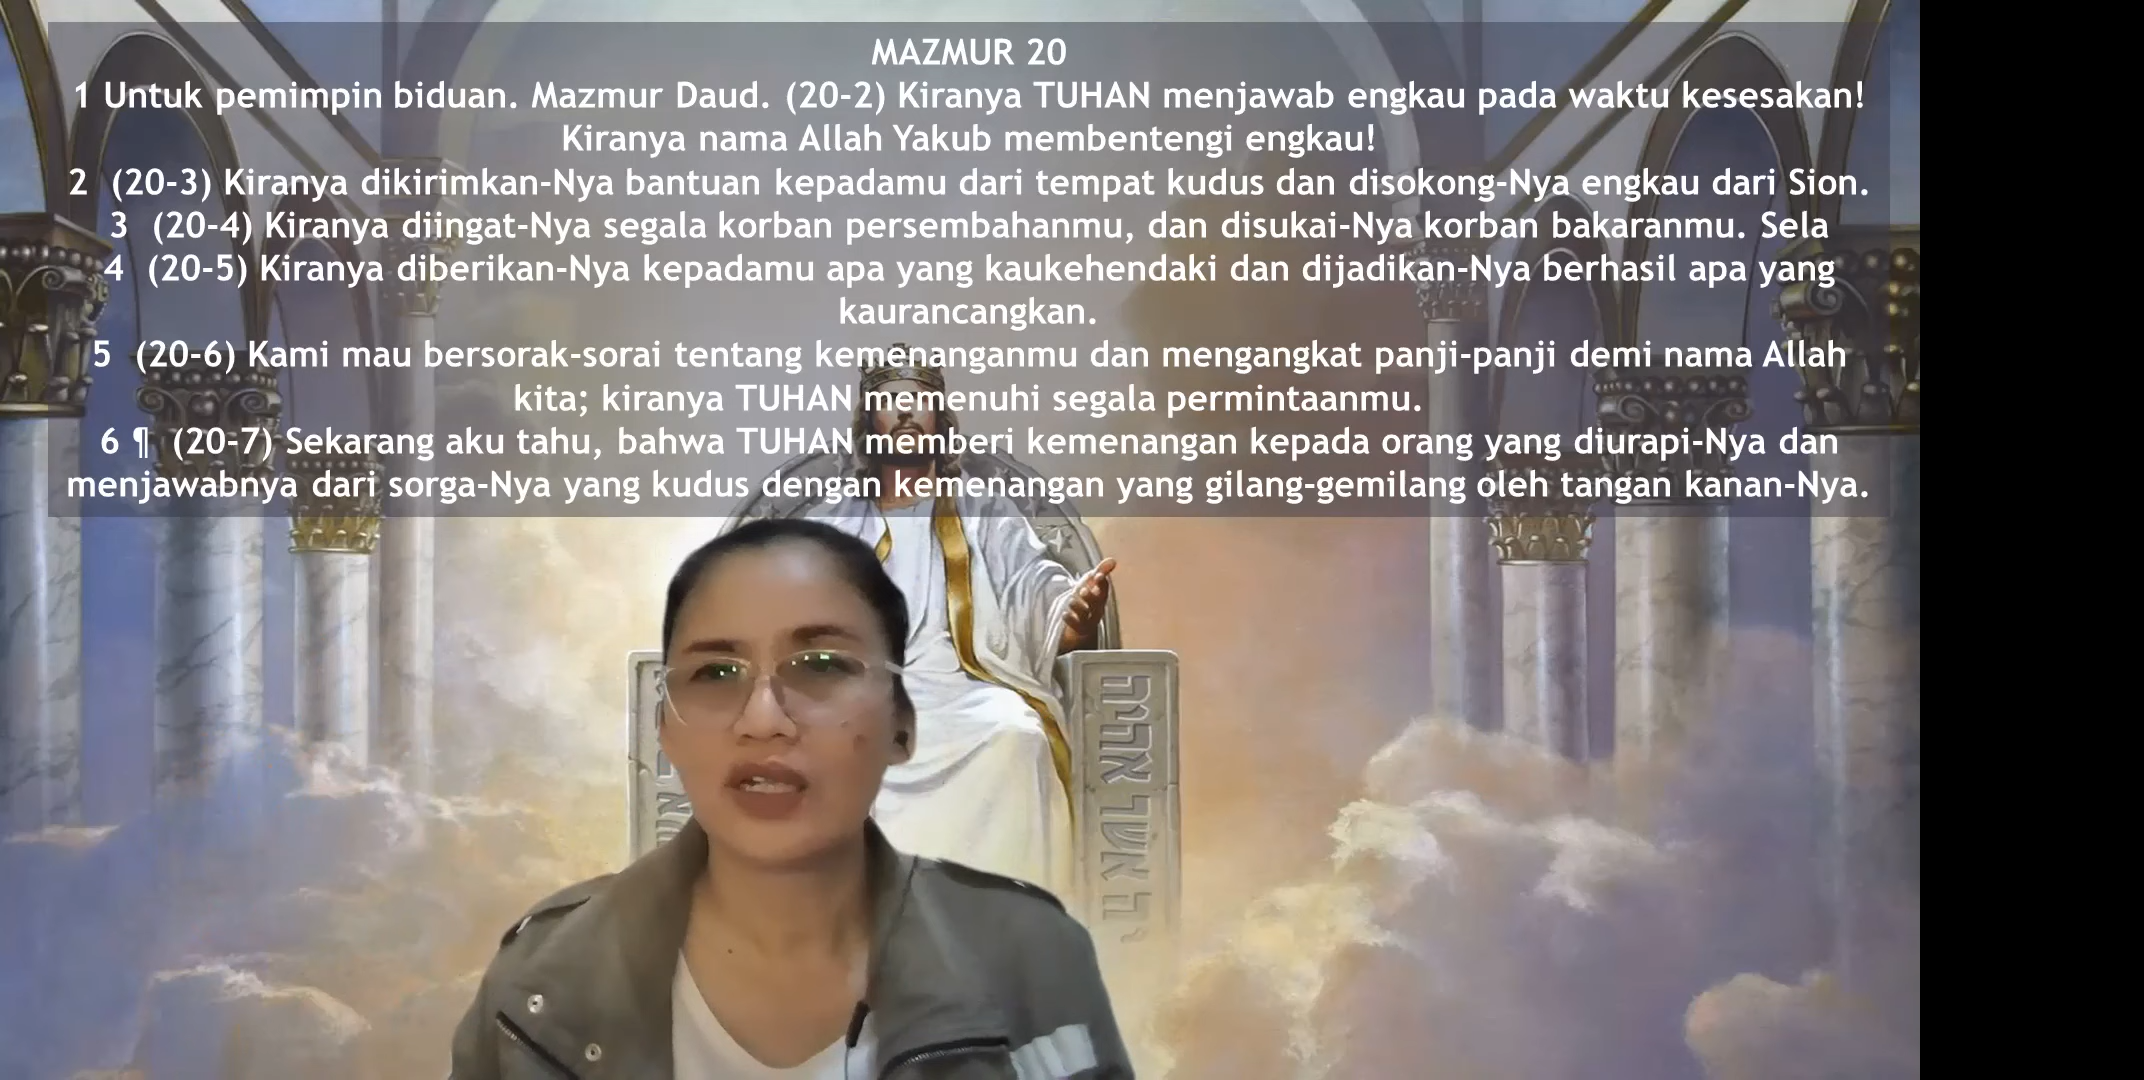 MAZMUR 20
1 Untuk pemimpin biduan. Mazmur Daud. (20-2) Kiranya TUHAN menjawab engkau pada waktu kesesakan!
Kiranya nama Allah Yakub membentengi engkau!
2 (20-3) Kiranya dikirimkan-Nya bantuan kepadamu dari tempat kudus dan disokong-Nya engkau dari Sion.
3 (20-4) Kiranya diingat-Nya segala korban persembahanmu, dan disukai-Nya korban bakaranmu. Sela
4 (20-5) Kiranya diberikan-Nya kepadamu apa yang kaukehendaki dan dijadikan-Nya berhasil apa yang
kaurancangkan.
5 (20-6) Kami mau bersorak-sorai tentang kemenanganmu dan mengangkat panji-panji demi nama Allah
kita; kiranya TUHAN memenuhi segala permintaanmu.
6 ¶ (20-7) Sekarang aku tahu, bahwa TUHAN memberi kemenangan kepada orang yang diurapi-Nya dan
menjawabnya dari sorga-Nya yang kudus dengan kemenangan yang gilang-gemilang oleh tangan kanan-Nya.